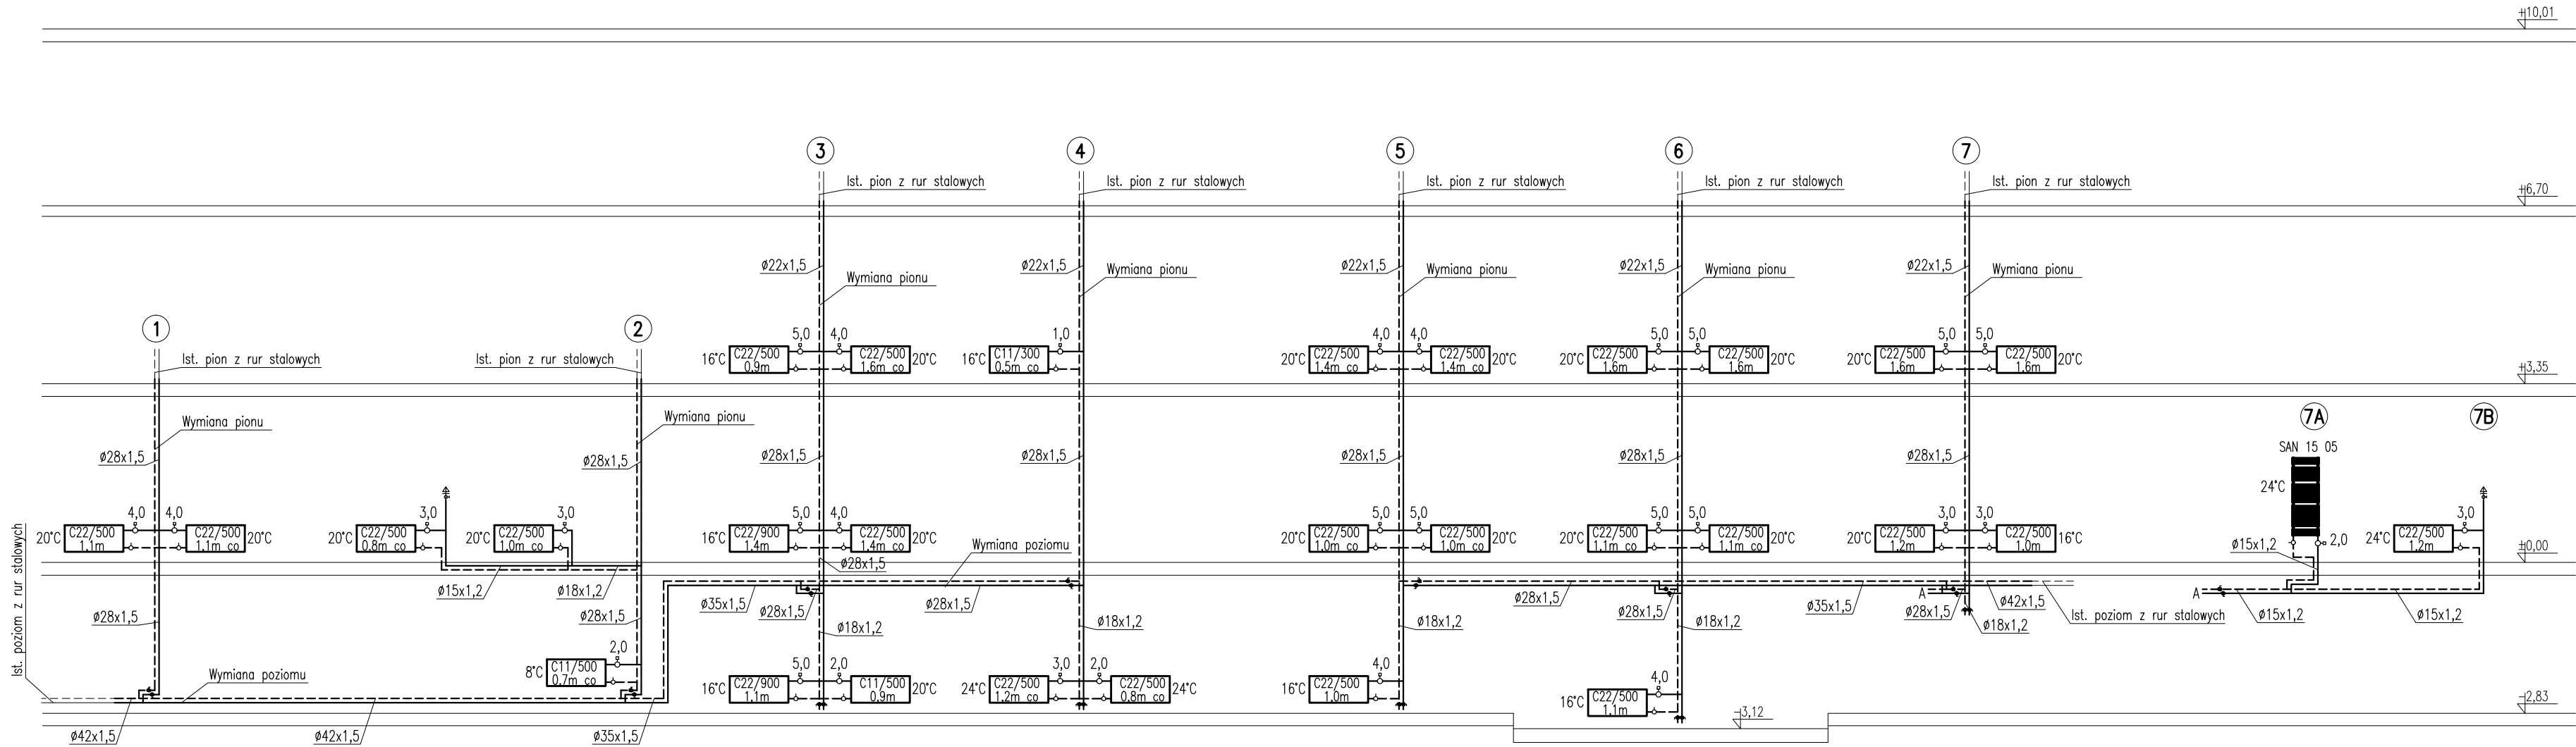 +10,01
3
4
5
6
7
Ist. pion z rur stalowych
Ist. pion z rur stalowych
Ist. pion z rur stalowych
Ist. pion z rur stalowych
Ist. pion z rur stalowych
+6,70
Ø22x1,5
Ø22x1,5
Ø22x1,5
Ø22x1,5
Ø22x1,5
Wymiana pionu
Wymiana pionu
Wymiana pionu
Wymiana pionu
Wymiana pionu
1
2
Ist. pion z rur stalowych
Ist. pion z rur stalowych
5,0 4,0
16°C C22/500 0,9m
C22/500 1,6m co 20°C
1,0
16°C C11/300 0,5m co
4,0 4,0
20°C C22/500 1,4m co
C22/500 1,4m co 20°C
5,0 5,0
20°C C22/500 1,6m
C22/500 1,6m 20°C
5,0 5,0
20°C C22/500 1,6m
C22/500 1,6m 20°C
+3,35
Wymiana pionu
Wymiana pionu
7A
7B
SAN 15 05
24°C
Ø28x1,5
Ø28x1,5
Ø28x1,5
Ø28x1,5
Ø28x1,5
Ø28x1,5
Ø28x1,5
4,0 4,0
20°C C22/500 1,1m
C22/500 1,1m co 20°C
3,0
20°C C22/500 0,8m co
3,0
20°C C22/500 1,0m co
5,0 4,0
16°C C22/900 1,4m
C22/500 1,4m co 20°C
5,0 5,0
20°C C22/500 1,0m co
C22/500 1,0m co 20°C
5,0 5,0
20°C C22/500 1,1m co
C22/500 1,1m co 20°C
3,0 3,0
20°C C22/500 1,2m
C22/500 1,0m 16°C
2,0
Ø15x1,2
3,0
24°C C22/500 1,2m
±0,00
Ist. poziom z rur stalowych
Wymiana poziomu
Ø28x1,5
Ø15x1,2
Ø18x1,2
Ø28x1,5
Ø28x1,5
Ø35x1,5
Ø28x1,5
Ø28x1,5
Ø18x1,2
Ø18x1,2
Ø28x1,5
Ø18x1,2
Ø28x1,5
Ø18x1,2
Ø35x1,5
A
Ø28x1,5
Ø42x1,5
Ø18x1,2
Ist. poziom z rur stalowych
A
Ø15x1,2
Ø15x1,2
2,0
8°C C11/500 0,7m co
5,0 2,0
16°C C22/900 1,1m
C11/500 0,9m 20°C
3,0 2,0
24°C C22/500 1,2m co
C22/500 0,8m co 24°C
4,0
16°C C22/500 1,0m
4,0
16°C C22/500 1,1m
Wymiana poziomu
-2,83
-3,12
Ø42x1,5
Ø42x1,5
Ø35x1,5